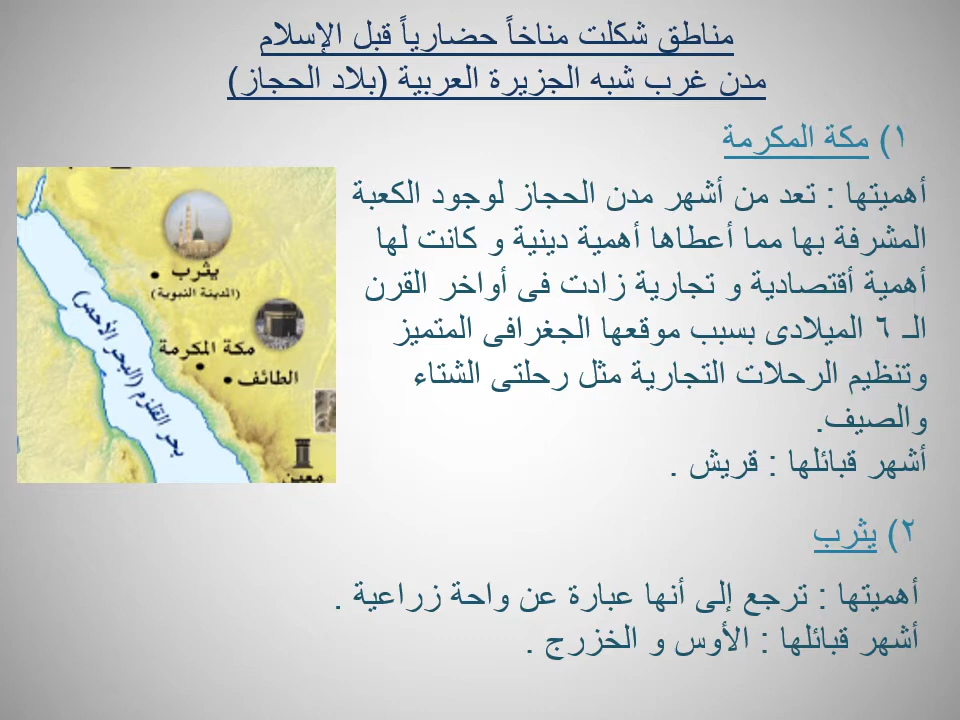 مناطق شكلت مناخاً حضارياً قبل الإسلام
مدن غرب شبه الجزيرة العربية (بلاد الحجاز)
١) مكة المكرمة
أهميتها : تعد من أشهر مدن الحجاز لوجود الكعبة
المشرفة بها مما أعطاها أهمية دينية و كانت لها
أهمية أقتصادية و تجارية زادت فى أواخر القرن
الـ ٦ الميلادى بسبب موقعها الجغرافى المتميز
وتنظيم الرحلات التجارية مثل رحلتى الشتاء
والصيف.
أشهر قبائلها : قريش .
يثرب
(المدينة النبوية)
مكة المكرمة
الطائف
بحر القلزم (البحر الأحمر)
معين
٢) يثرب
أهميتها : ترجع إلى أنها عبارة عن واحة زراعية .
أشهر قبائلها : الأوس و الخزرج .